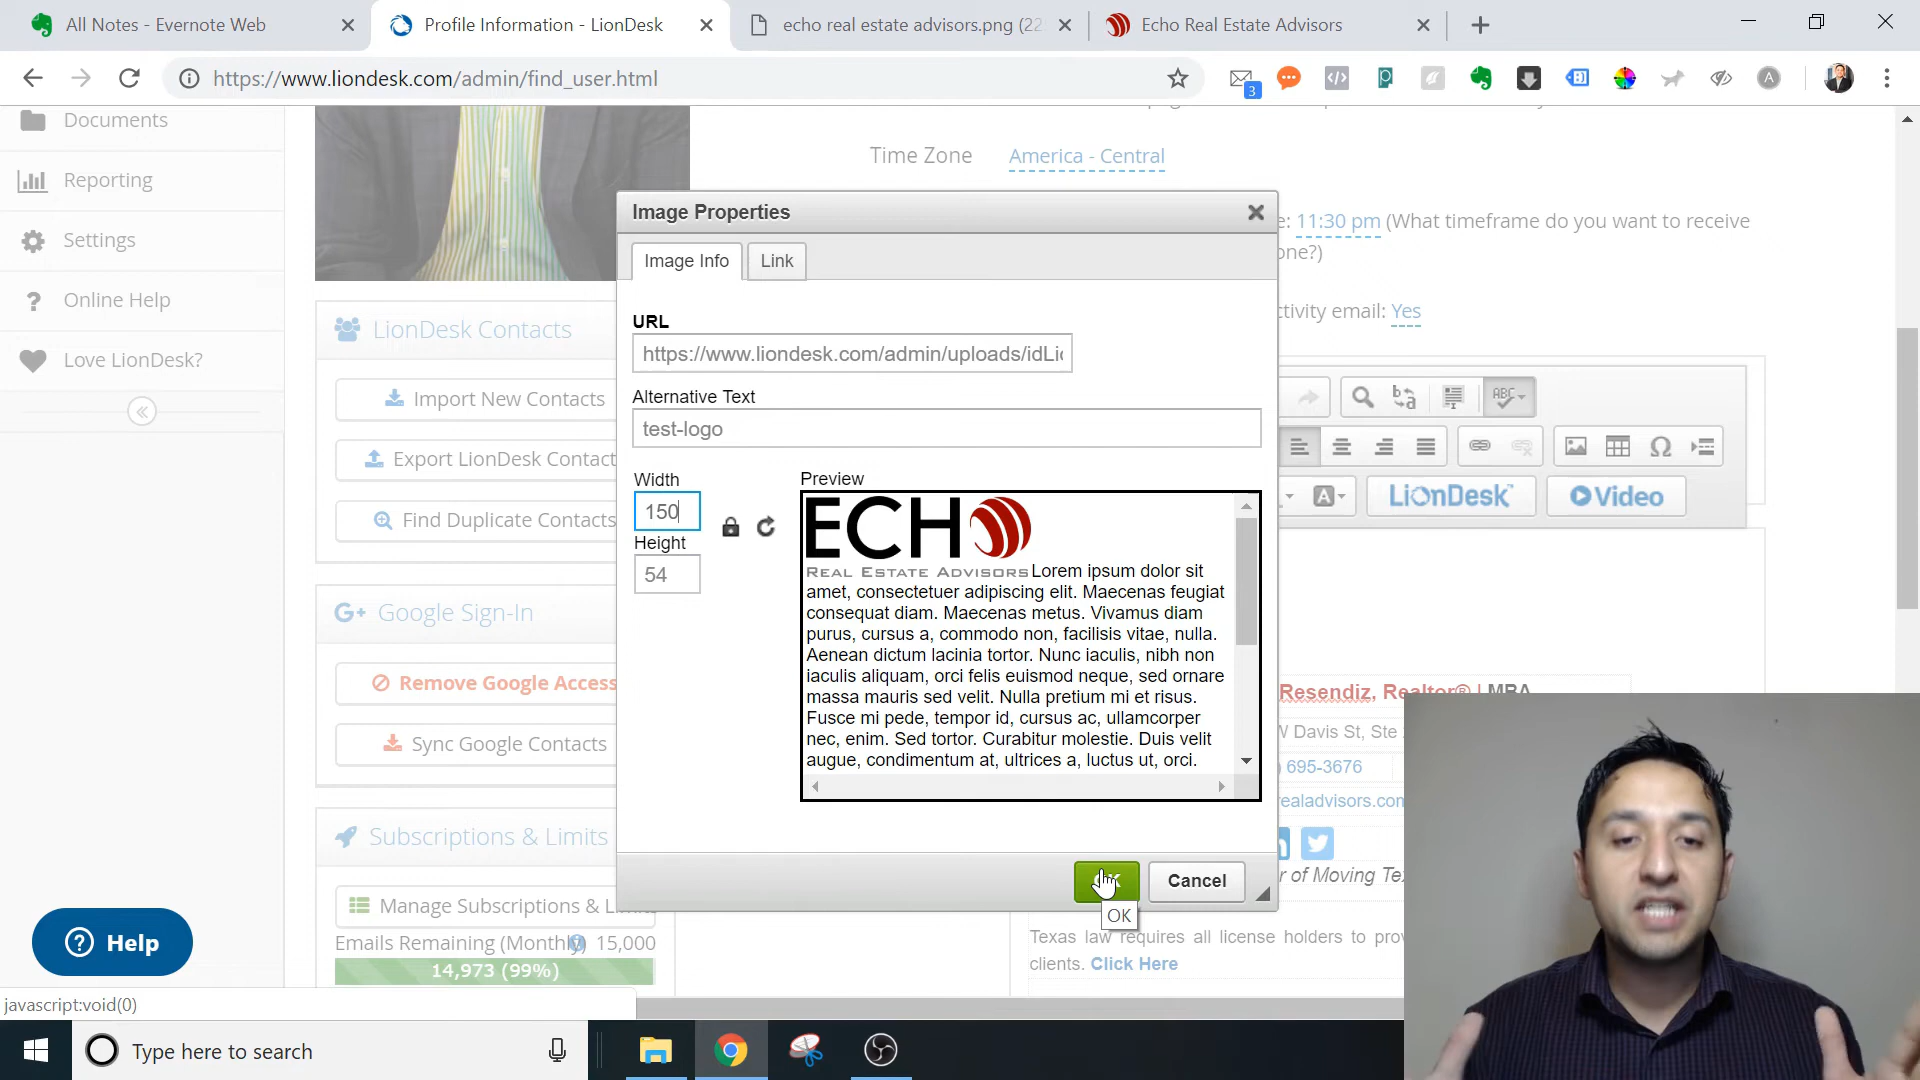 All Notes - Evernote Web
Profile Information - LionDesk
echo real estate advisors.png (22
Echo Real Estate Advisors
https://www.liondesk.com/admin/find_user.html
3
Documents
Reporting
Settings
Online Help
Love LionDesk?
Help
LionDesk Contacts
Import New Contacts
Export LionDesk Contact
Find Duplicate Contacts
Google Sign-In
Remove Google Access
Sync Google Contacts
Subscriptions & Limits
Manage Subscriptions & Limits
Emails Remaining (Monthly) 15,000
14,973 (99%)
Time Zone America - Central
e: 11:30 pm (What timeframe do you want to receive
one?)
ctivity email: Yes
Image Properties
Image Info
Link
URL
https://www.liondesk.com/admin/uploads/idLi
Alternative Text
test-logo
Width
150
Height
54
Preview
ECHO
REAL ESTATE ADVISORS Lorem ipsum dolor sit
amet, consectetuer adipiscing elit. Maecenas feugiat
consequat diam. Maecenas metus. Vivamus diam
purus, cursus a, commodo non, facilisis vitae, nulla.
Aenean dictum lacinia tortor. Nunc iaculis, nibh non
iaculis aliquam, orci felis euismod neque, sed ornare
massa mauris sed velit. Nulla pretium mi et risus.
Fusce mi pede, tempor id, cursus ac, ullamcorper
nec, enim. Sed tortor. Curabitur molestie. Duis velit
augue, condimentum at, ultrices a, luctus ut, orci.
OK
Cancel
OK
ABC
A
LionDesk
Video
Resendiz, Realtor® | MBA
W Davis St, Ste
) 695-3676
realadvisors.com
r of Moving Te
Texas law requires all license holders to pro
clients. Click Here
javascript:void(0)
Type here to search